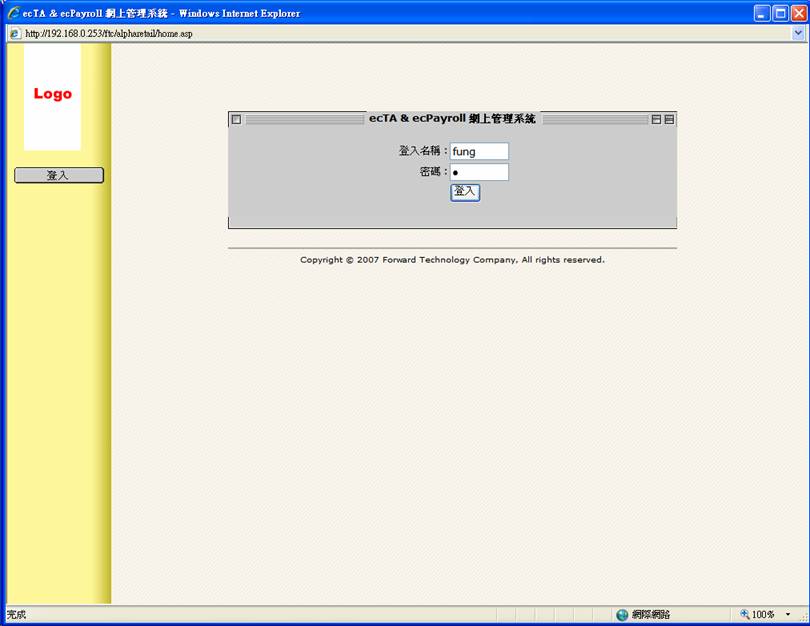 ecTA & ecPayroll 網上管理系統 - Windows Internet Explorer
http://192.168.0.253/ftc/alpharetail/home.asp
Logo
登入
ecTA & ecPayroll 網上管理系統
登入名稱：fung
密碼：●
登入
Copyright © 2007 Forward Technology Company, All rights reserved.
完成 網際網路 100%